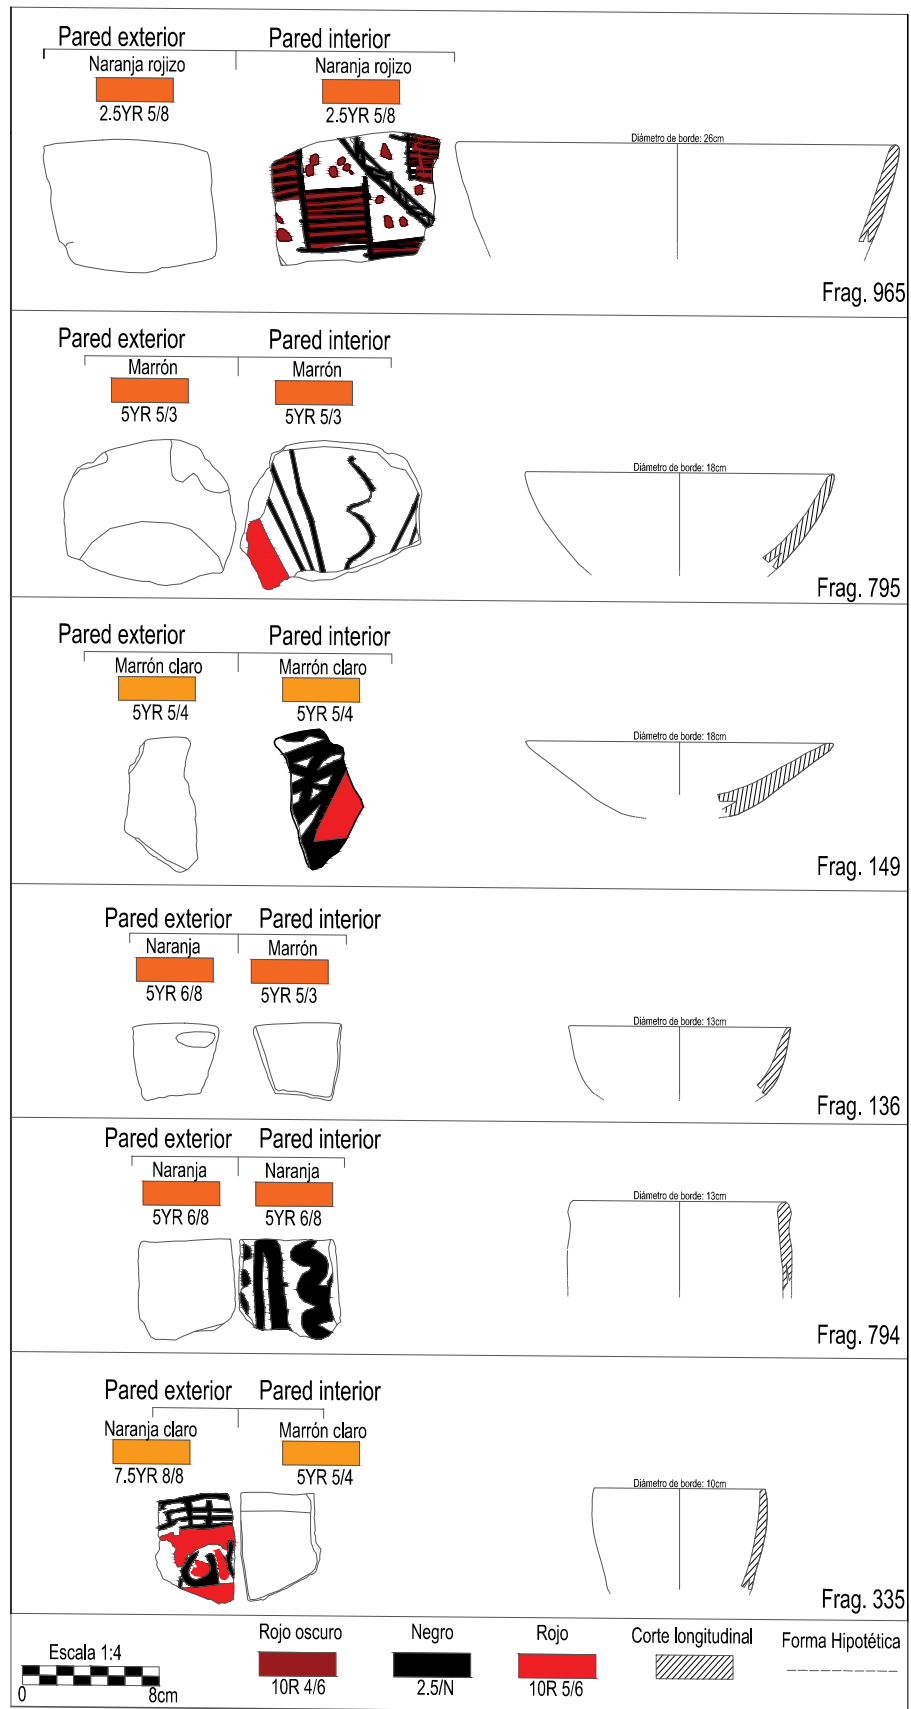 Pared exterior Pared interior
Naranja rojizo Naranja rojizo
2.5YR 5/8 2.5YR 5/8
Diámetro de borde: 26cm
Frag. 965
Pared exterior Pared interior
Marrón Marrón
5YR 5/3 5YR 5/3
Diámetro de borde: 18cm
Frag. 795
Pared exterior Pared interior
Marrón claro Marrón claro
5YR 5/4 5YR 5/4
Diámetro de borde: 18cm
Frag. 149
Pared exterior Pared interior
Naranja Marrón
5YR 6/8 5YR 5/3
Diámetro de borde: 13cm
Frag. 136
Pared exterior Pared interior
Naranja Naranja
5YR 6/8 5YR 6/8
Diámetro de borde: 13cm
Frag. 794
Pared exterior Pared interior
Naranja claro Marrón claro
7.5YR 8/8 5YR 5/4
Diámetro de borde: 10cm
Frag. 335
Escala 1:4 Rojo oscuro Negro Rojo Corte longitudinal Forma Hipotética
0 8cm 10R 4/6 2.5/N 10R 5/6